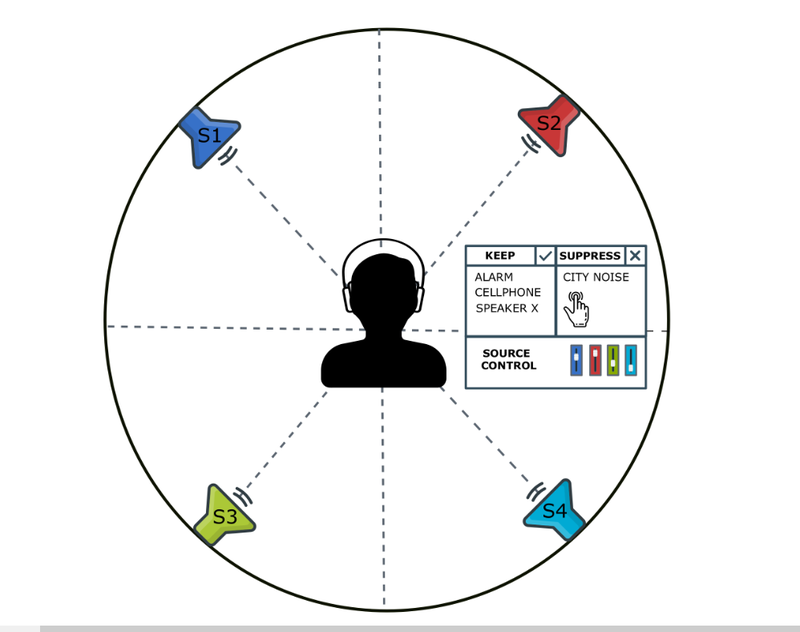 S1
S2
KEEP
SUPPRESS
ALARM
CELLPHONE
SPEAKER X
CITY NOISE
SOURCE
CONTROL
S3
S4